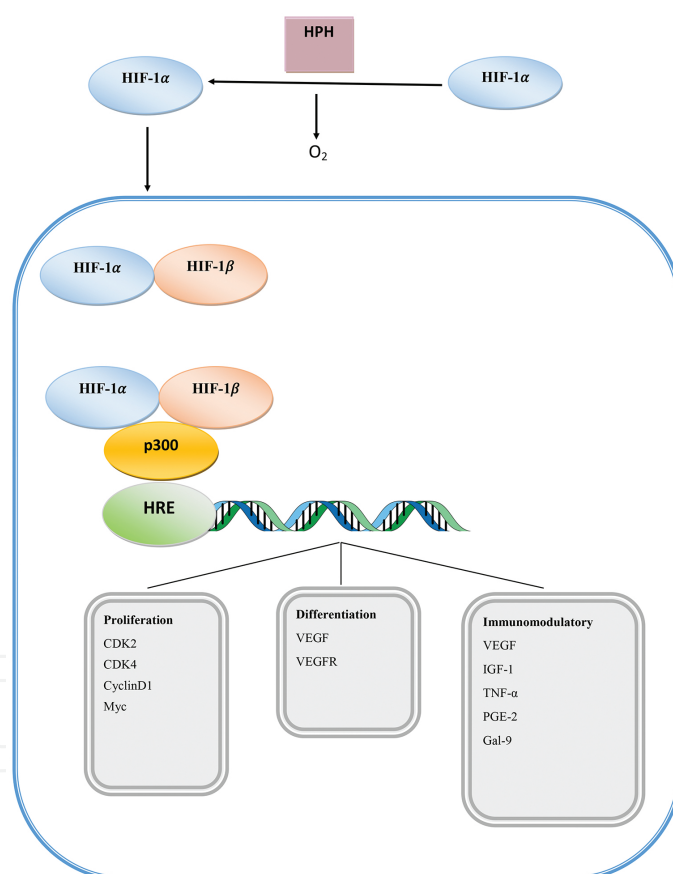 HPH
HIF-1α
HIF-1α
O₂
HIF-1α
HIF-1β
HIF-1α
HIF-1β
p300
HRE
Proliferation
CDK2
CDK4
CyclinD1
Myc
Differentiation
VEGF
VEGFR
Immunomodulatory
VEGF
IGF-1
TNF-α
PGE-2
Gal-9